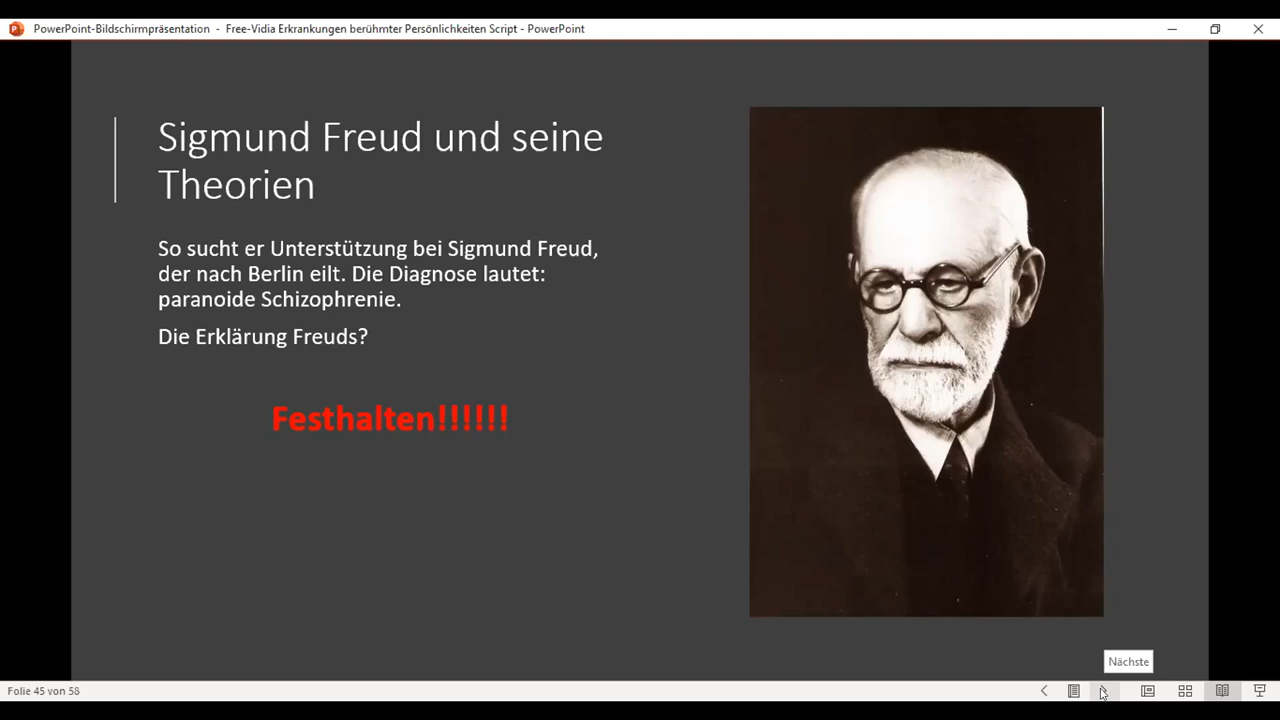 PowerPoint-Bildschirmpräsentation - Free-Vidia Erkrankungen berühmter Persönlichkeiten Script - PowerPoint
Sigmund Freud und seine
Theorien
So sucht er Unterstützung bei Sigmund Freud,
der nach Berlin eilt. Die Diagnose lautet:
paranoide Schizophrenie.
Die Erklärung Freuds?
Festhalten!!!!!!
Nächste
Folie 45 von 58